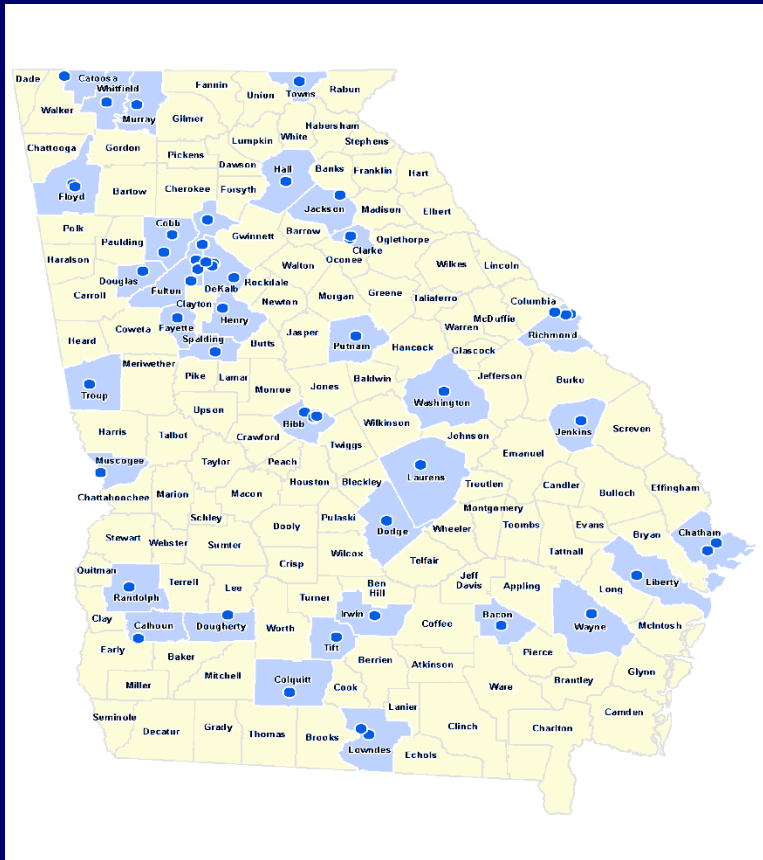 Dade
Catoosa
Whitfield
Fannin
Union
Towns
Rabun
Walker
Murray
Gilmer
Habersham
White
Lumpkin
Stephens
Chattooga
Gordon
Pickens
Dawson
Hall
Banks
Franklin
Hart
Floyd
Bartow
Cherokee
Forsyth
Jackson
Madison
Elbert
Polk
Cobb
Paulding
Gwinnett
Barrow
Clarke
Oglethorpe
Haralson
Oconee
Wilkes
Lincoln
Douglas
DeKalb
Rockdale
Walton
Carroll
Fulton
Clayton
Newton
Morgan
Greene
Taliaferro
Columbia
McDuffie
Heard
Coweta
Fayette
Henry
Warren
Richmond
Spalding
Butts
Jasper
Putnam
Hancock
Glascock
Meriwether
Troup
Pike
Lamar
Monroe
Jones
Baldwin
Jefferson
Burke
Washington
Upson
Bibb
Wilkinson
Jenkins
Screven
Harris
Talbot
Crawford
Twiggs
Johnson
Emanuel
Muscogee
Taylor
Peach
Chattahoochee
Marion
Macon
Houston
Bleckley
Laurens
Treutlen
Candler
Bulloch
Effingham
Schley
Dooly
Pulaski
Dodge
Wheeler
Montgomery
Toombs
Evans
Bryan
Chatham
Stewart
Webster
Sumter
Crisp
Wilcox
Telfair
Tattnall
Quitman
Randolph
Terrell
Lee
Turner
Ben
Hill
Jeff
Davis
Appling
Long
Liberty
Clay
Calhoun
Dougherty
Worth
Irwin
Coffee
Bacon
Wayne
McIntosh
Early
Baker
Tift
Berrien
Atkinson
Pierce
Miller
Mitchell
Colquitt
Cook
Ware
Brantley
Glynn
Lanier
Seminole
Decatur
Grady
Thomas
Brooks
Lowndes
Echols
Clinch
Charlton
Camden